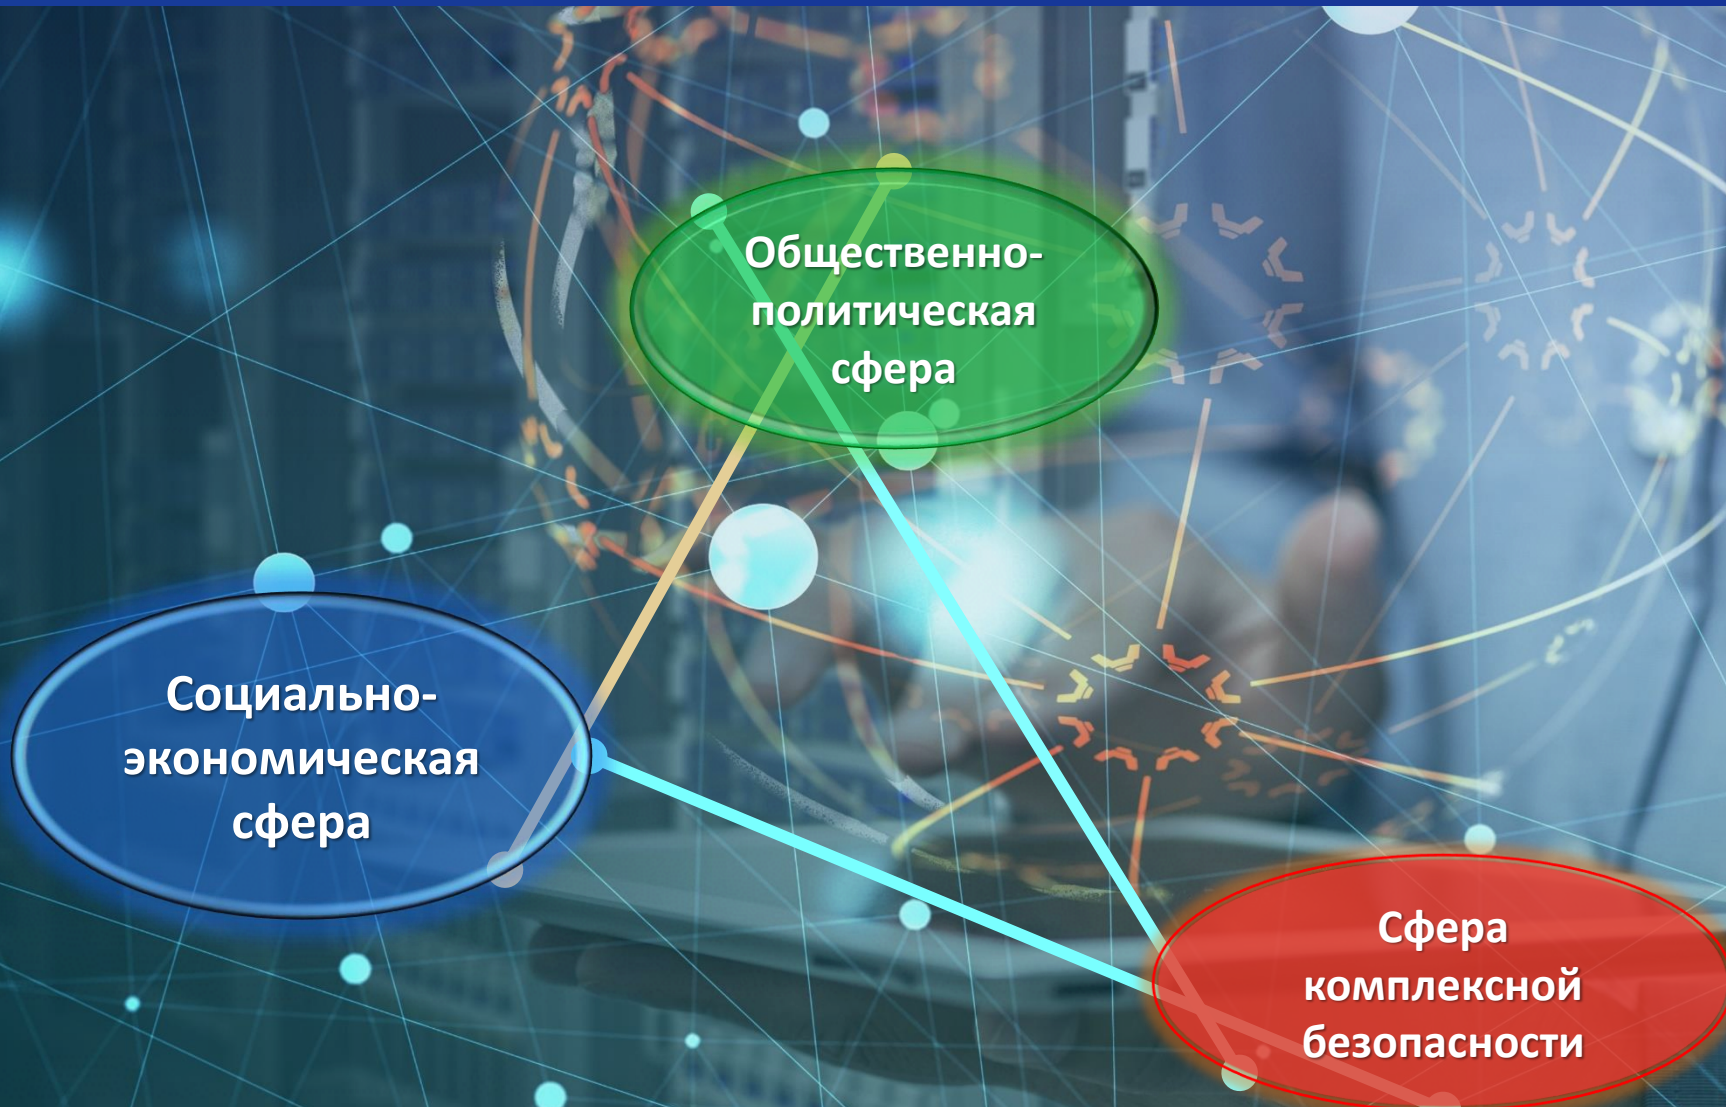 Общественно-
политическая
сфера
Социально-
экономическая
сфера
Сфера
комплексной
безопасности